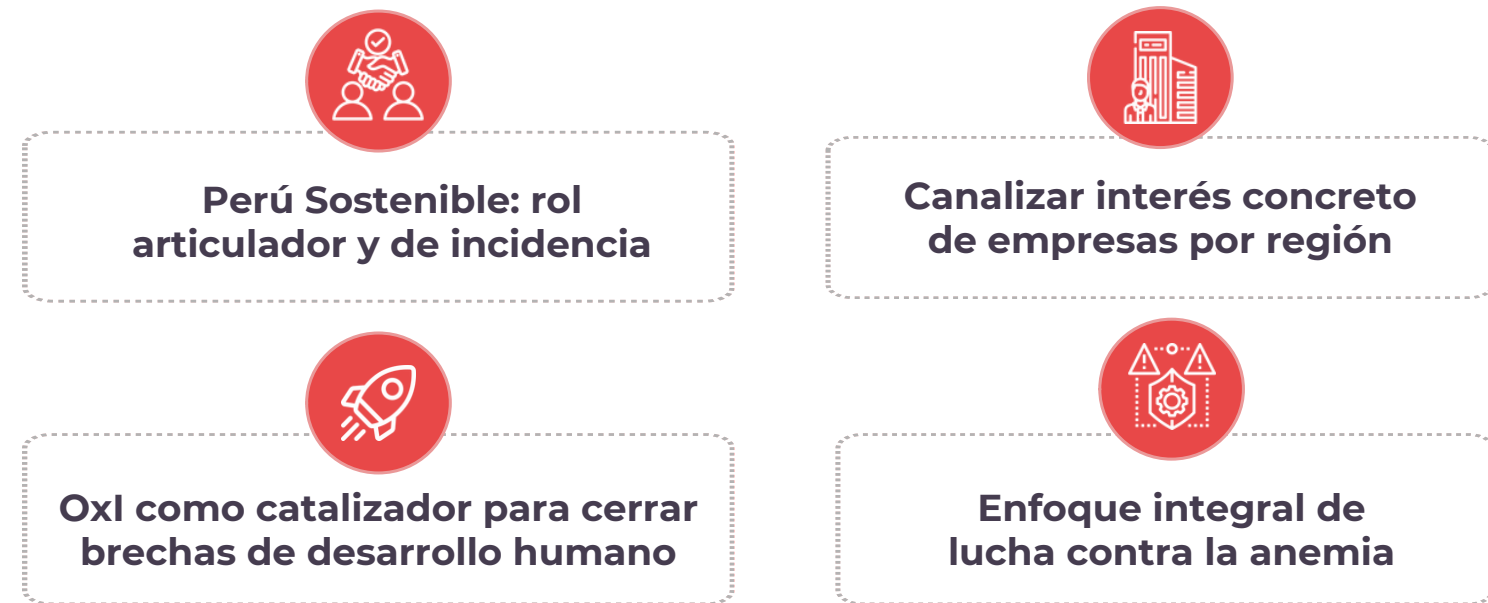 Perú Sostenible: rol
articulador y de incidencia
Canalizar interés concreto
de empresas por región
OxI como catalizador para cerrar
brechas de desarrollo humano
Enfoque integral de
lucha contra la anemia